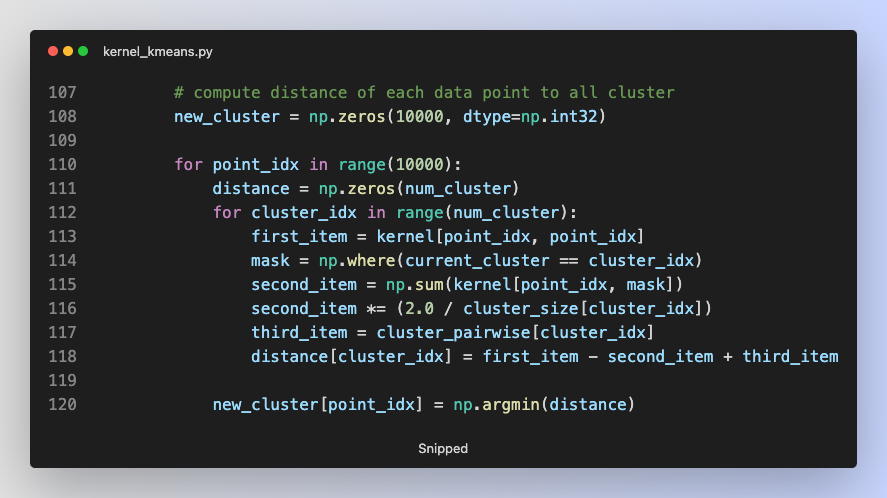 kernel_kmeans.py
107 # compute distance of each data point to all cluster
108 new_cluster = np.zeros(10000, dtype=np.int32)
109
110 for point_idx in range(10000):
111 distance = np.zeros(num_cluster)
112 for cluster_idx in range(num_cluster):
113 first_item = kernel[point_idx, point_idx]
114 mask = np.where(current_cluster == cluster_idx)
115 second_item = np.sum(kernel[point_idx, mask])
116 second_item *= (2.0 / cluster_size[cluster_idx])
117 third_item = cluster_pairwise[cluster_idx]
118 distance[cluster_idx] = first_item - second_item + third_item
119
120 new_cluster[point_idx] = np.argmin(distance)
Snipped